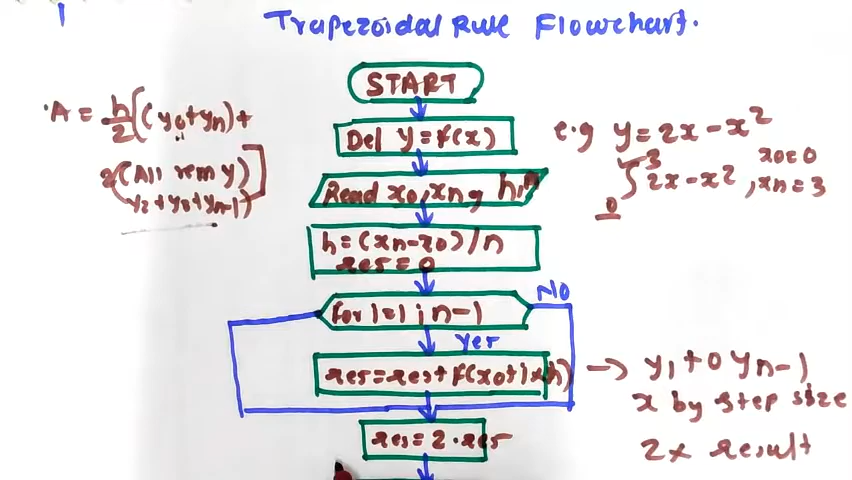 Trapezoidal Rule Flowchart.
START
Def y=f(x)
Read x0, xn, h, n
h=(xn-x0)/n
res=0
For i=1 ; n-1
No
Yes
res=res+f(x0+i*h)
res=2·res
A = h/2 [(y0+yn)+
2(All rem y)
y2+y3+yn-1)]
e.g y=2x-x²
x0=0
∫ 3 0 2x-x² , xn=3
→ y1 to yn-1
x by step size
2x result